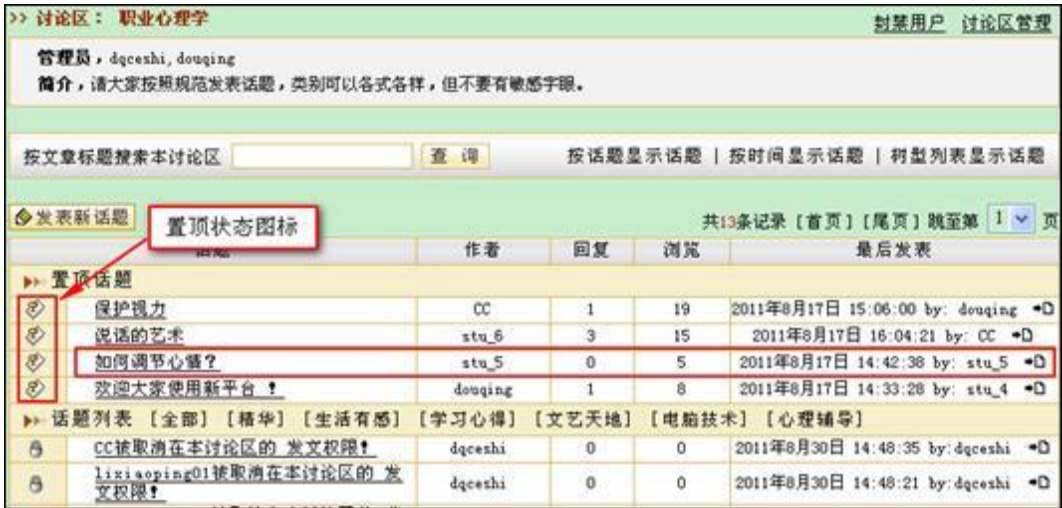 >> 讨论区： 职业心理学
封禁用户 讨论区管理
管理员，dqceshi, douqing
简介，请大家按照规范发表话题，类别可以各式各样，但不要有敏感字眼。
按文章标题搜索本讨论区 查 询 按话题显示话题 | 按时间显示话题 | 树型列表显示话题
发表新话题 置顶状态图标 共13条记录 [首页] [尾页] 跳至第 1 页
作者 回复 浏览 最后发表
置顶话题
保护视力 CC 1 19 2011年8月17日 15:06:00 by: douqing
说话的艺术 stu_6 3 15 2011年8月17日 16:04:21 by: CC
如何调节心情？ stu_5 0 5 2011年8月17日 14:42:38 by: stu_5
欢迎大家使用新平台 ！ douqing 1 8 2011年8月17日 14:33:28 by: stu_4
话题列表 [全部] [精华] [生活有感] [学习心得] [文艺天地] [电脑技术] [心理辅导]
CC被取消在本讨论区的 发文权限！ dqceshi 0 0 2011年8月30日 14:48:35 by:dqceshi
lixiaoping01被取消在本讨论区的 发
文权限！ dqceshi 0 0 2011年8月30日 14:48:21 by:dqceshi